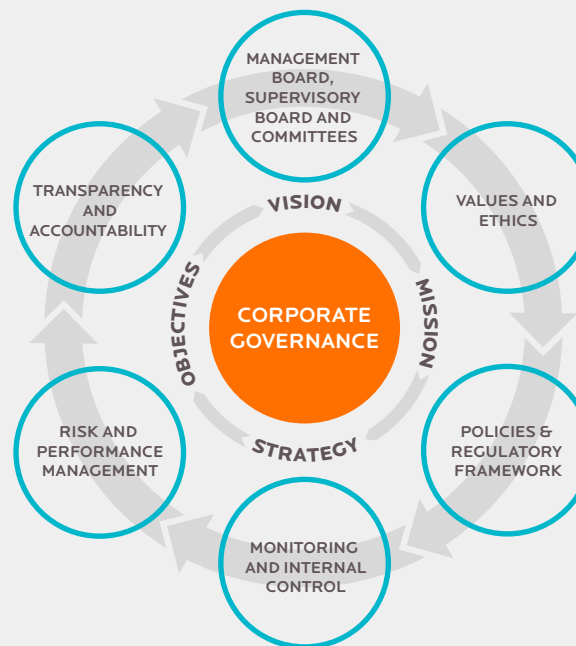 MANAGEMENT
BOARD,
SUPERVISORY
BOARD AND
COMMITTEES
VALUES AND
ETHICS
POLICIES &
REGULATORY
FRAMEWORK
MONITORING
AND INTERNAL
CONTROL
RISK AND
PERFORMANCE
MANAGEMENT
TRANSPARENCY
AND
ACCOUNTABILITY
VISION
MISSION
STRATEGY
OBJECTIVES
CORPORATE
GOVERNANCE